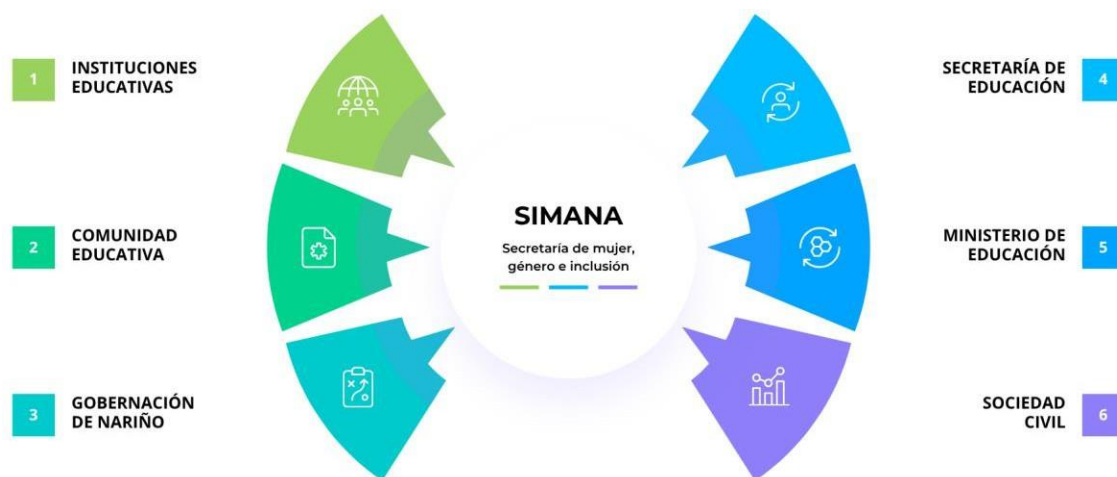 1
INSTITUCIONES
EDUCATIVAS
2
COMUNIDAD
EDUCATIVA
3
GOBERNACIÓN
DE NARIÑO
SIMANA
Secretaría de mujer,
género e inclusión
SECRETARÍA DE
EDUCACIÓN
4
MINISTERIO DE
EDUCACIÓN
5
SOCIEDAD
CIVIL
6